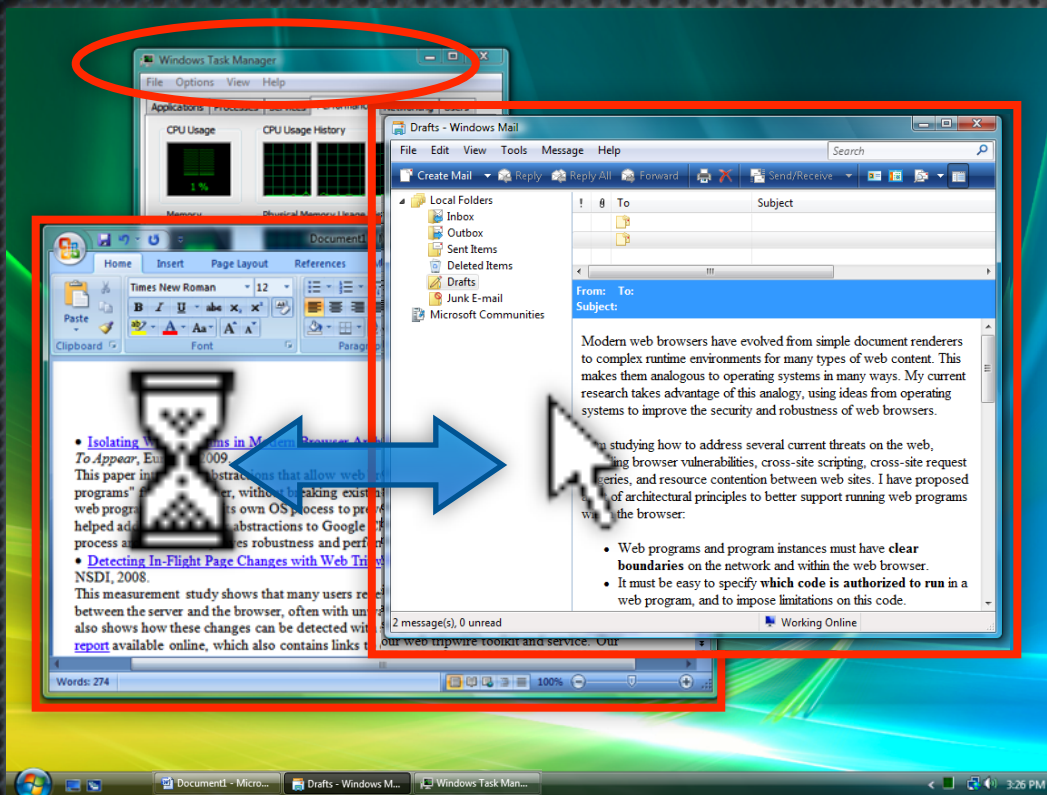 Windows Task Manager
File Options View Help
Applications Processes Services Performance Networking Users
CPU Usage CPU Usage History
1 %
Memory Physical Memory Usage
Drafts - Windows Mail
File Edit View Tools Message Help Search
Create Mail Reply Reply All Forward Send/Receive
Local Folders
Inbox
Outbox
Sent Items
Deleted Items
Drafts
Junk E-mail
Microsoft Communities
! To Subject
From: To:
Subject:
Modern web browsers have evolved from simple document renderers
to complex runtime environments for many types of web content. This
makes them analogous to operating systems in many ways. My current
research takes advantage of this analogy, using ideas from operating
systems to improve the security and robustness of web browsers.
studying how to address several current threats on the web,
browser vulnerabilities, cross-site scripting, cross-site request
and resource contention between web sites. I have proposed
of architectural principles to better support running web programs
the browser:
• Web programs and program instances must have clear
boundaries on the network and within the web browser.
• It must be easy to specify which code is authorized to run in a
web program, and to impose limitations on this code.
2 message(s), 0 unread Working Online
Document1
Home Insert Page Layout References
Times New Roman 12
B I U abc x, x²
Paste A Aa A A
Clipboard Font
• Isolating in Modern Browser
To Appear, 2009.
This paper abstractions that allow web
programs" without breaking
web its own OS process to
helped abstractions to Google
process robustness and
• Detecting In-Flight Page Changes with Web
NSDI, 2008.
This measurement study shows that many users
between the server and the browser, often with
also shows how these changes can be detected
report available online, which also contains links our web tripwire toolkit and service. Our
Words: 274 100%
Document1 - Micro... Drafts - Windows M... Windows Task Man... 3:26 PM